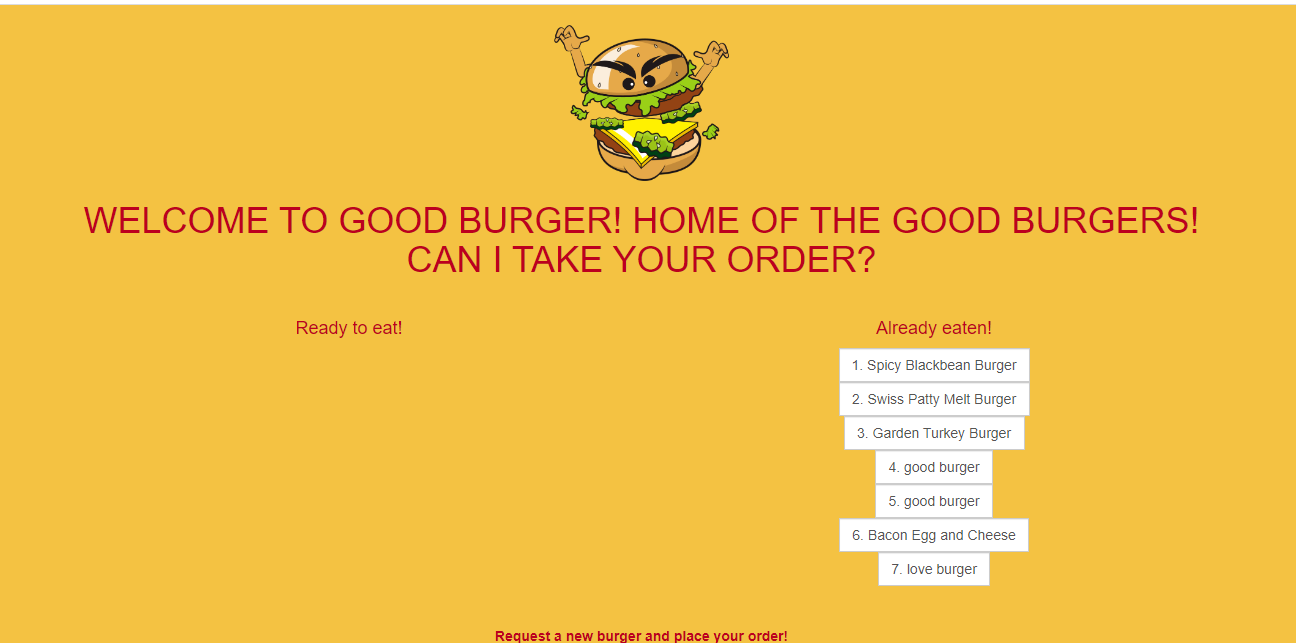 WELCOME TO GOOD BURGER! HOME OF THE GOOD BURGERS!
CAN I TAKE YOUR ORDER?
Ready to eat!
Already eaten!
1. Spicy Blackbean Burger
2. Swiss Patty Melt Burger
3. Garden Turkey Burger
4. good burger
5. good burger
6. Bacon Egg and Cheese
7. love burger
Request a new burger and place your order!